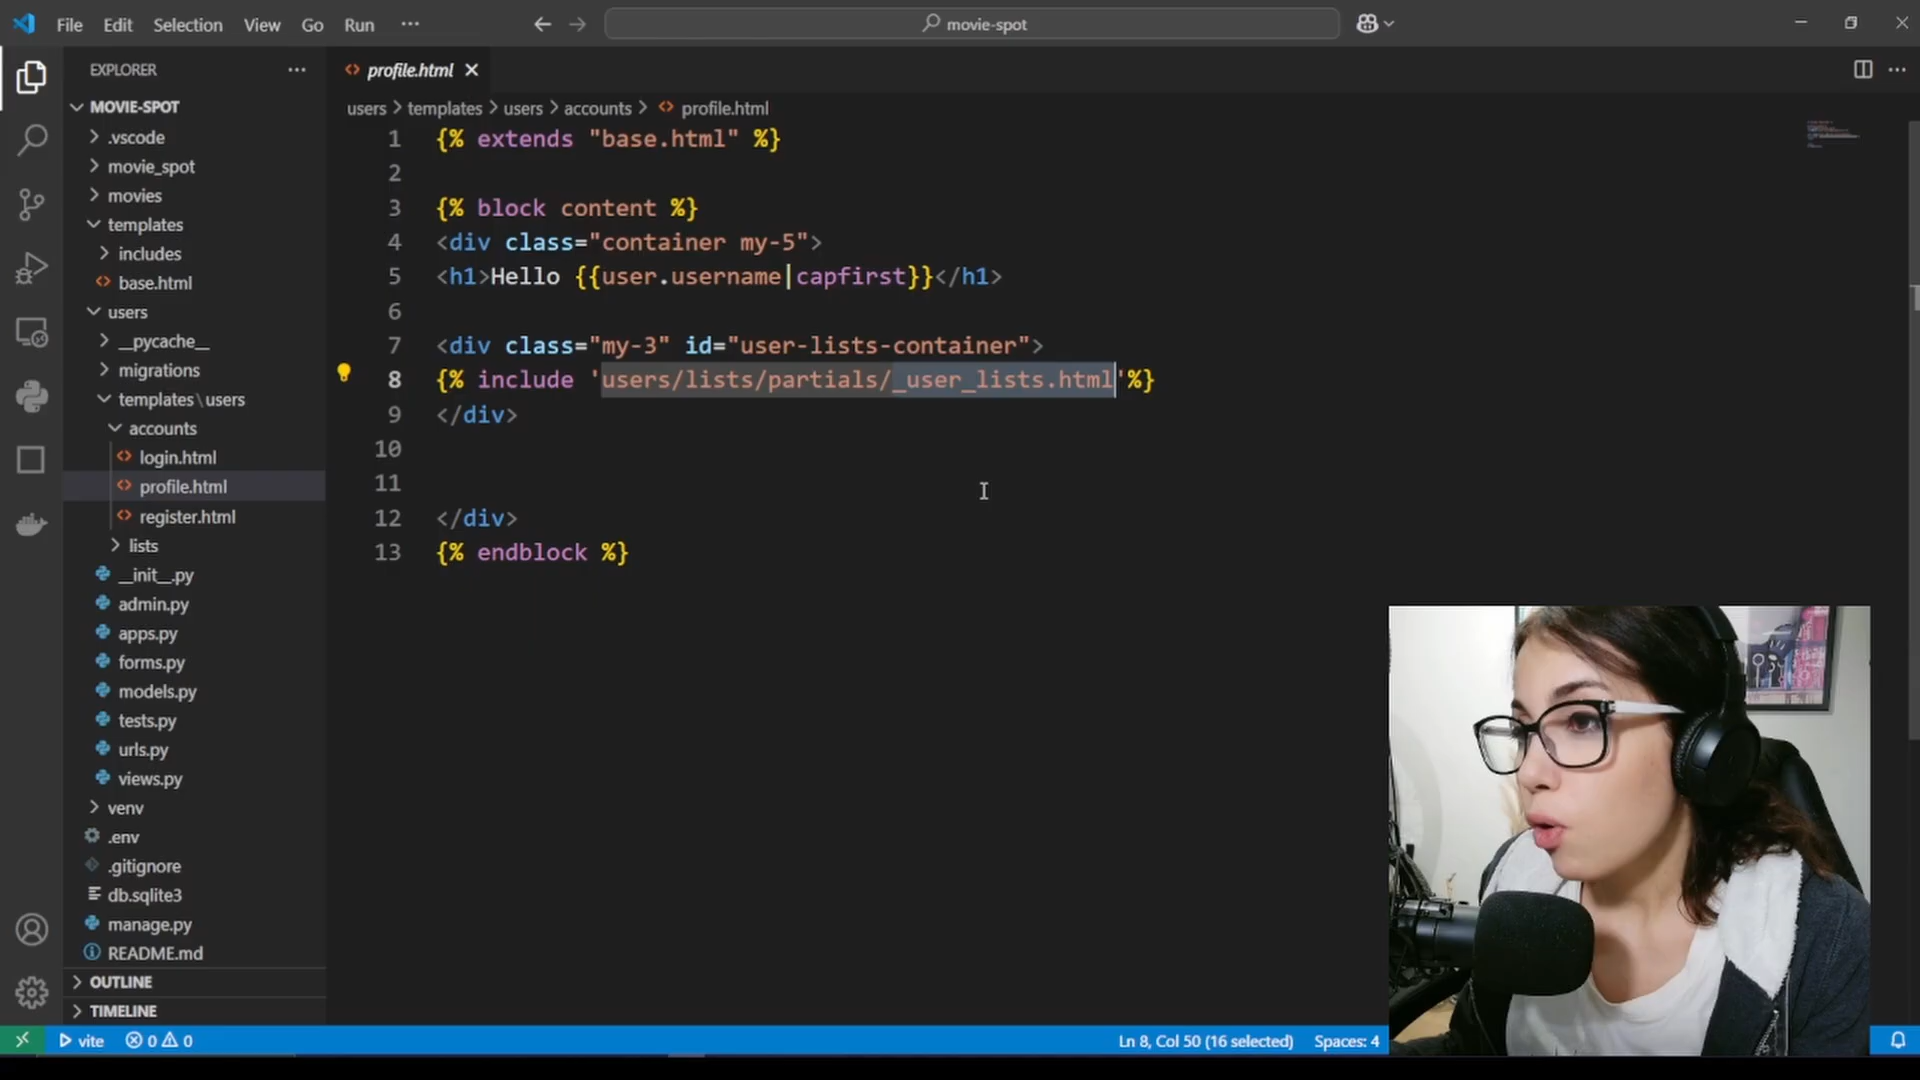 File Edit Selection View Go Run ··· movie-spot
EXPLORER ···
MOVIE-SPOT
.vscode
movie_spot
movies
templates
includes
base.html
users
__pycache__
migrations
templates\users
accounts
login.html
profile.html
register.html
lists
__init__.py
admin.py
apps.py
forms.py
models.py
tests.py
urls.py
views.py
venv
.env
.gitignore
db.sqlite3
manage.py
README.md
OUTLINE
TIMELINE
profile.html
users > templates > users > accounts > profile.html
1 {% extends "base.html" %}
2
3 {% block content %}
4 <div class="container my-5">
5 <h1>Hello {{user.username|capfirst}}</h1>
6
7 <div class="my-3" id="user-lists-container">
8 {% include 'users/lists/partials/_user_lists.html'%}
9 </div>
10
11
12 </div>
13 {% endblock %}
vite 0 0 Ln 8, Col 50 (16 selected) Spaces: 4